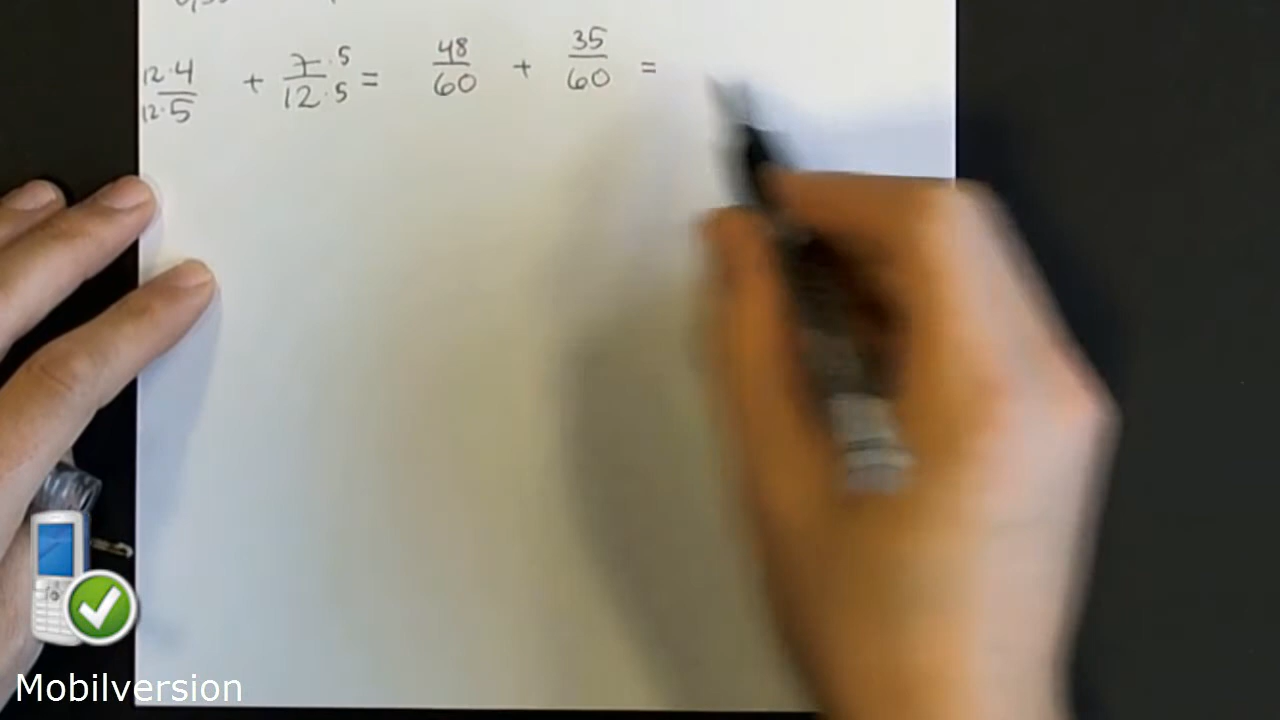 12·4/12·5 + 7·5/12·5 = 48/60 + 35/60 =
Mobilversion